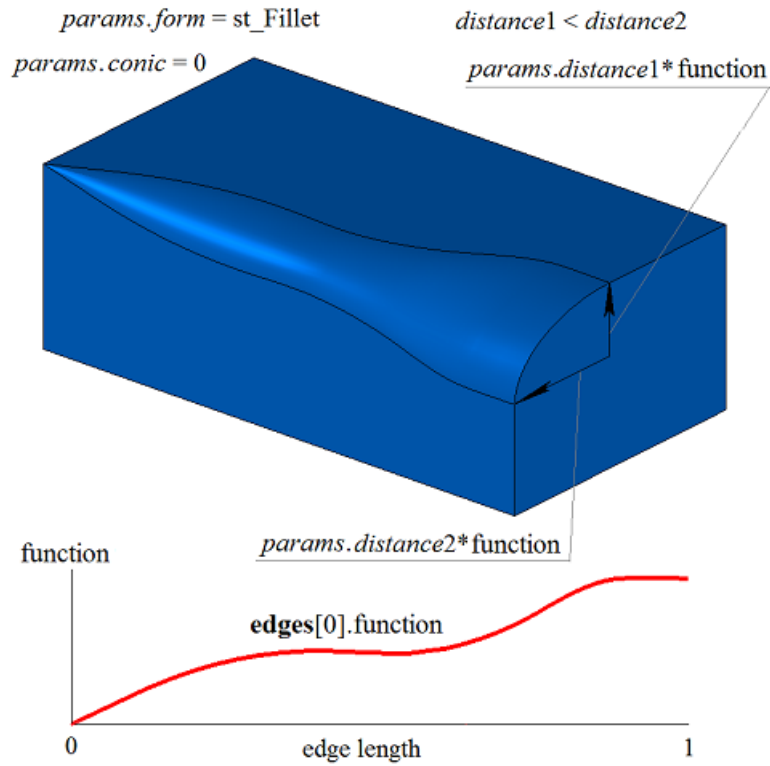 params.form = st_Fillet
distance1 < distance2
params.conic = 0
params.distance1* function
params.distance2* function
function
edges[0].function
0
edge length
1